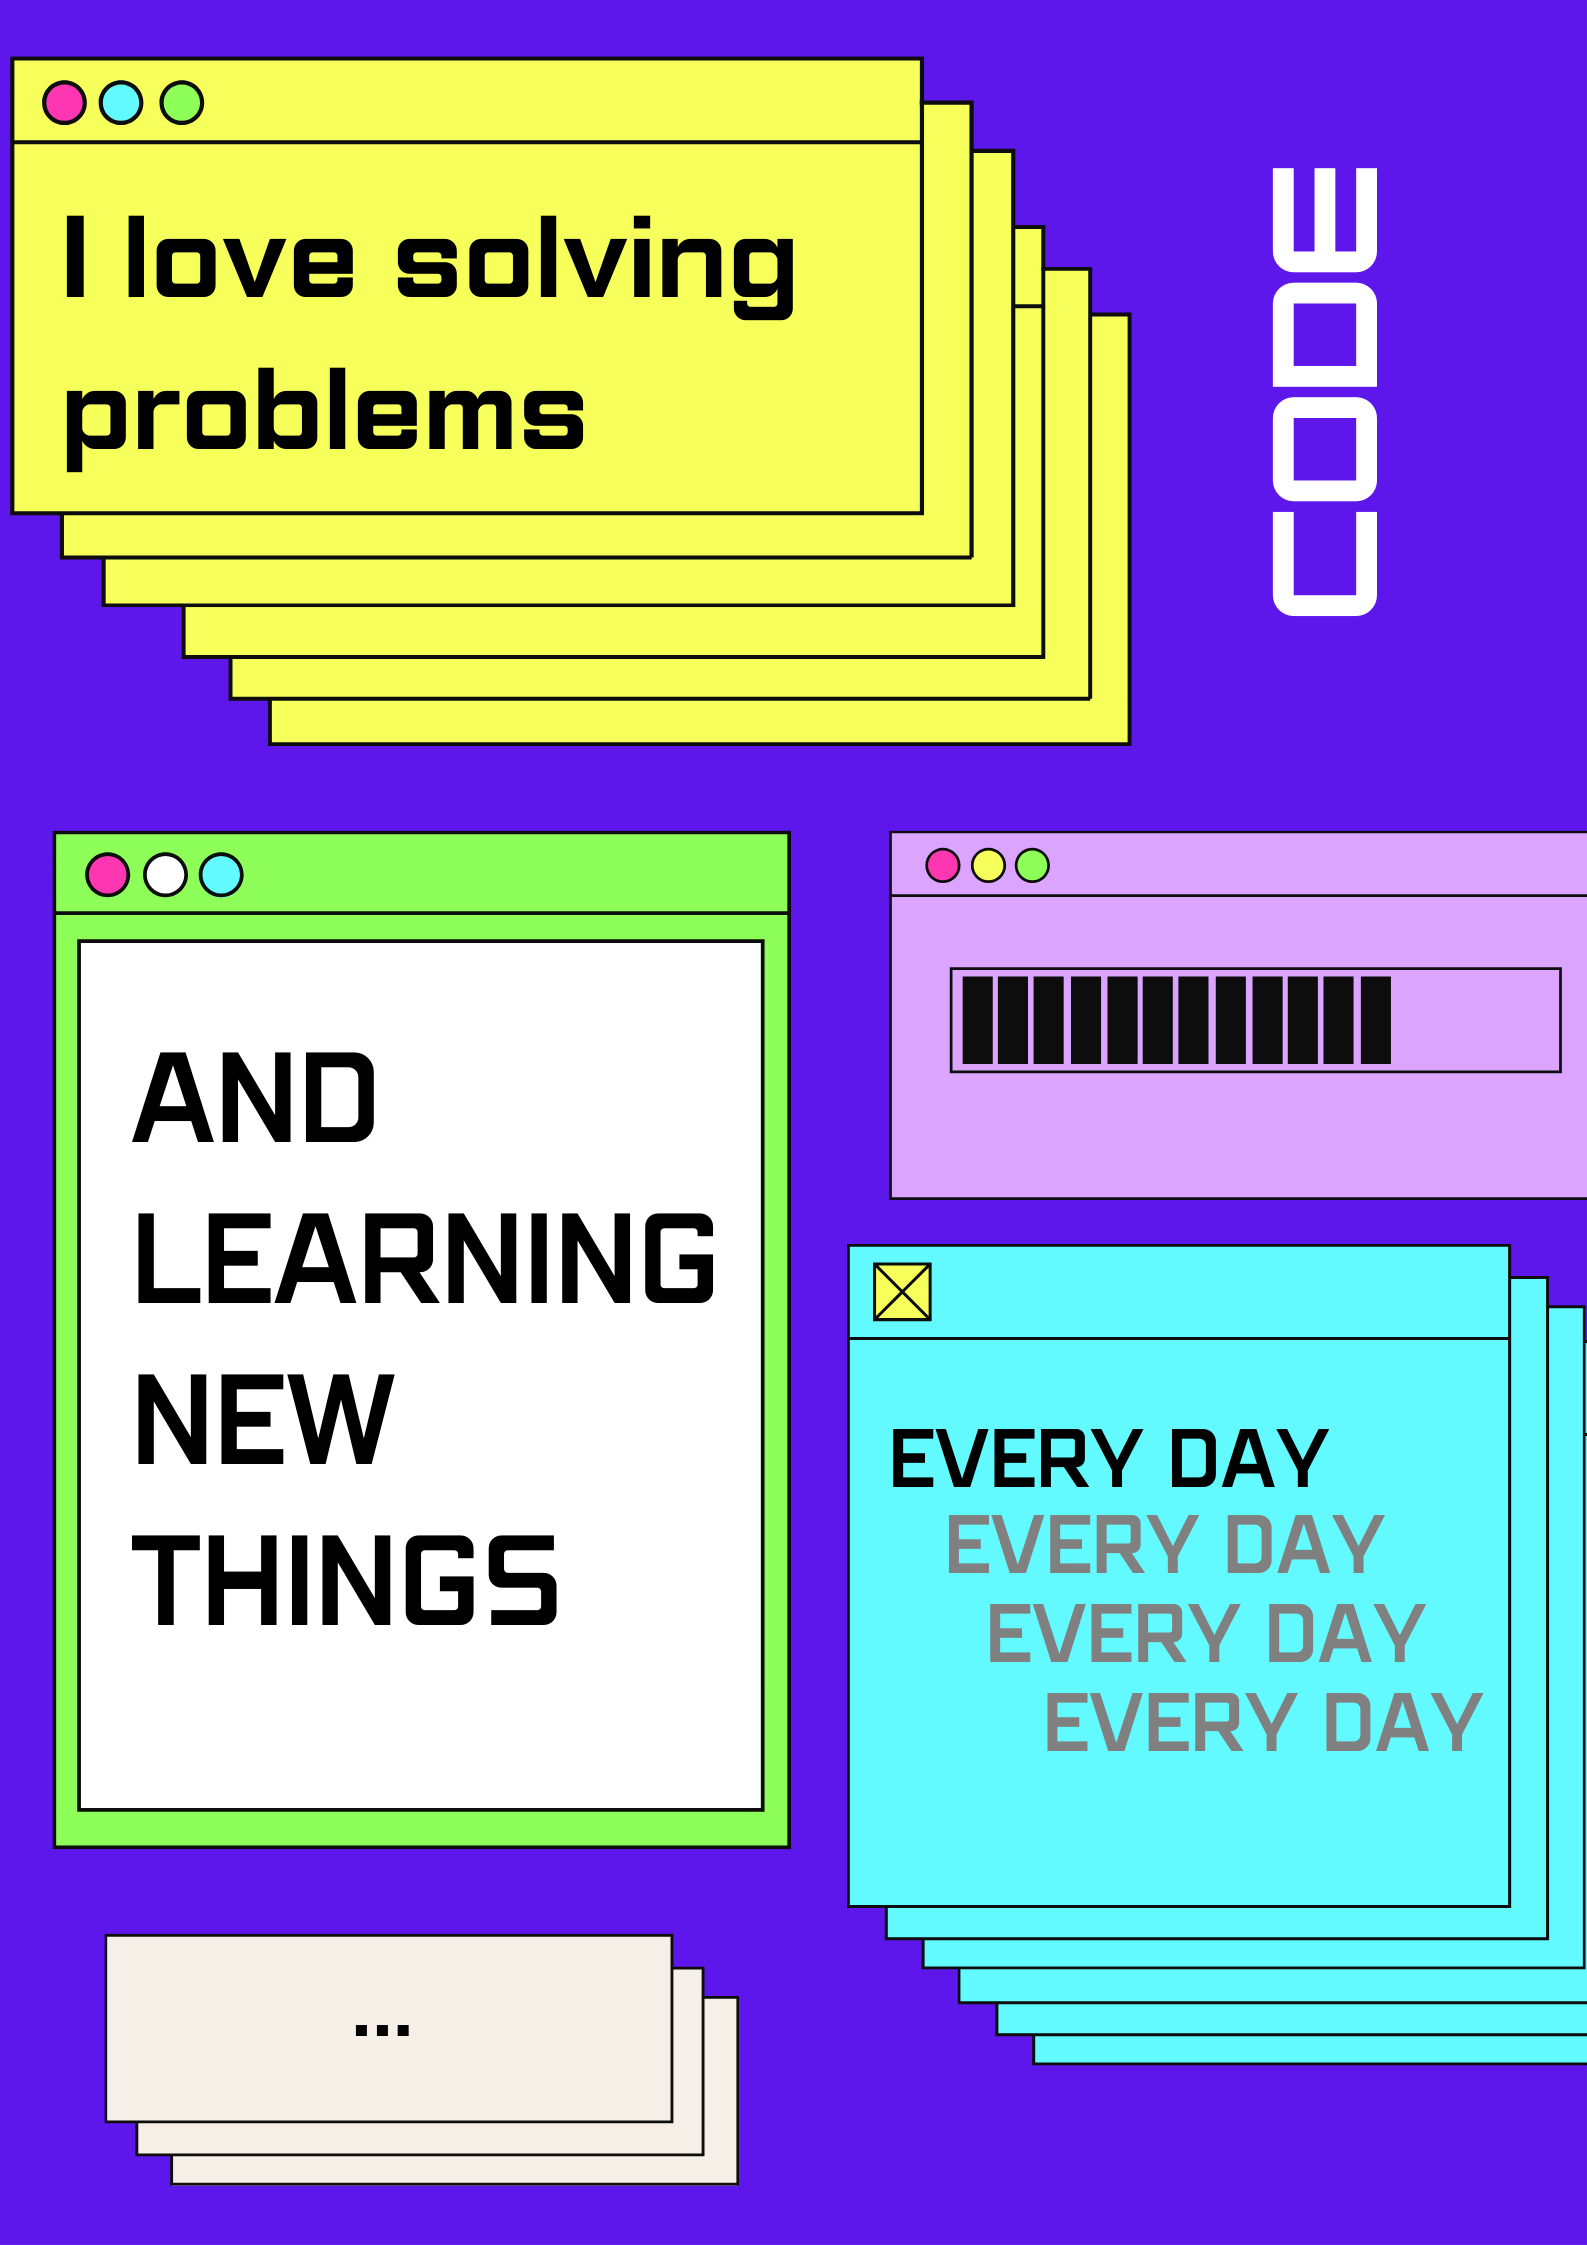 I love solving
problems
CODE
AND
LEARNING
NEW
THINGS
EVERY DAY
EVERY DAY
EVERY DAY
EVERY DAY
...